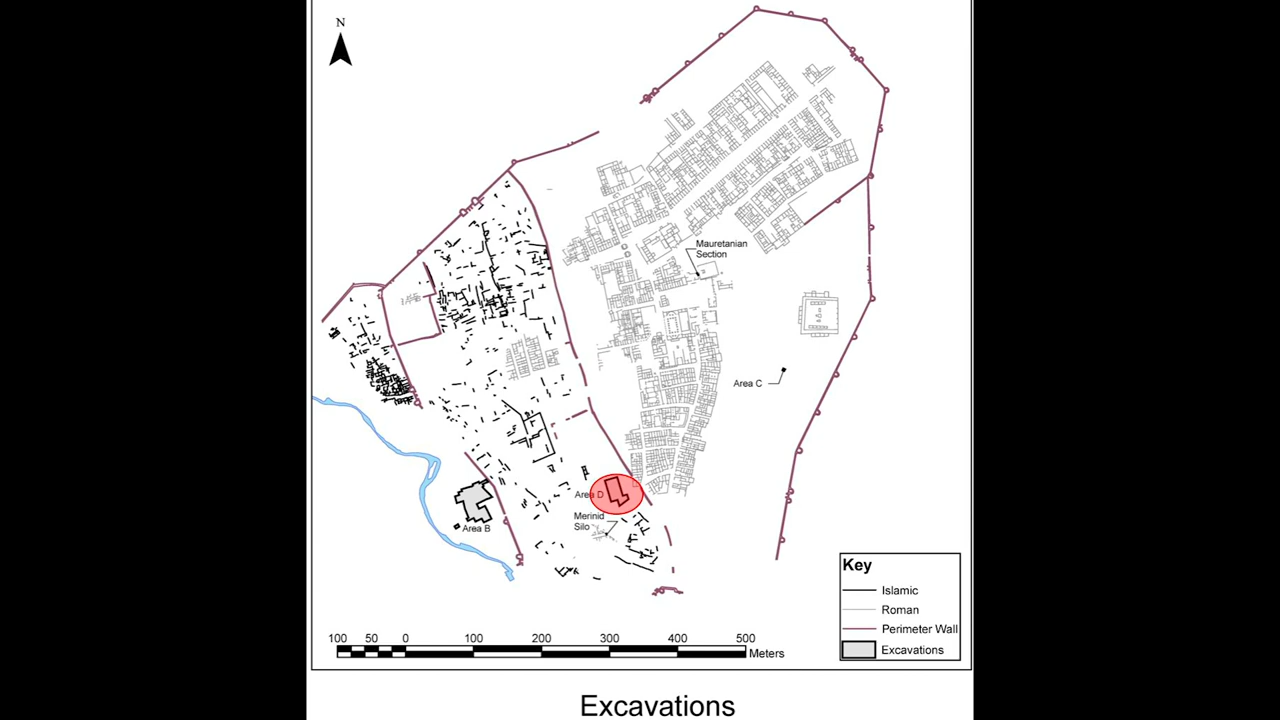 N
Mauretanian
Section
Area C
Area D
Merinid
Silo
Area B
Key
Islamic
Roman
Perimeter Wall
Excavations
100 50 0 100 200 300 400 500
Meters
Excavations